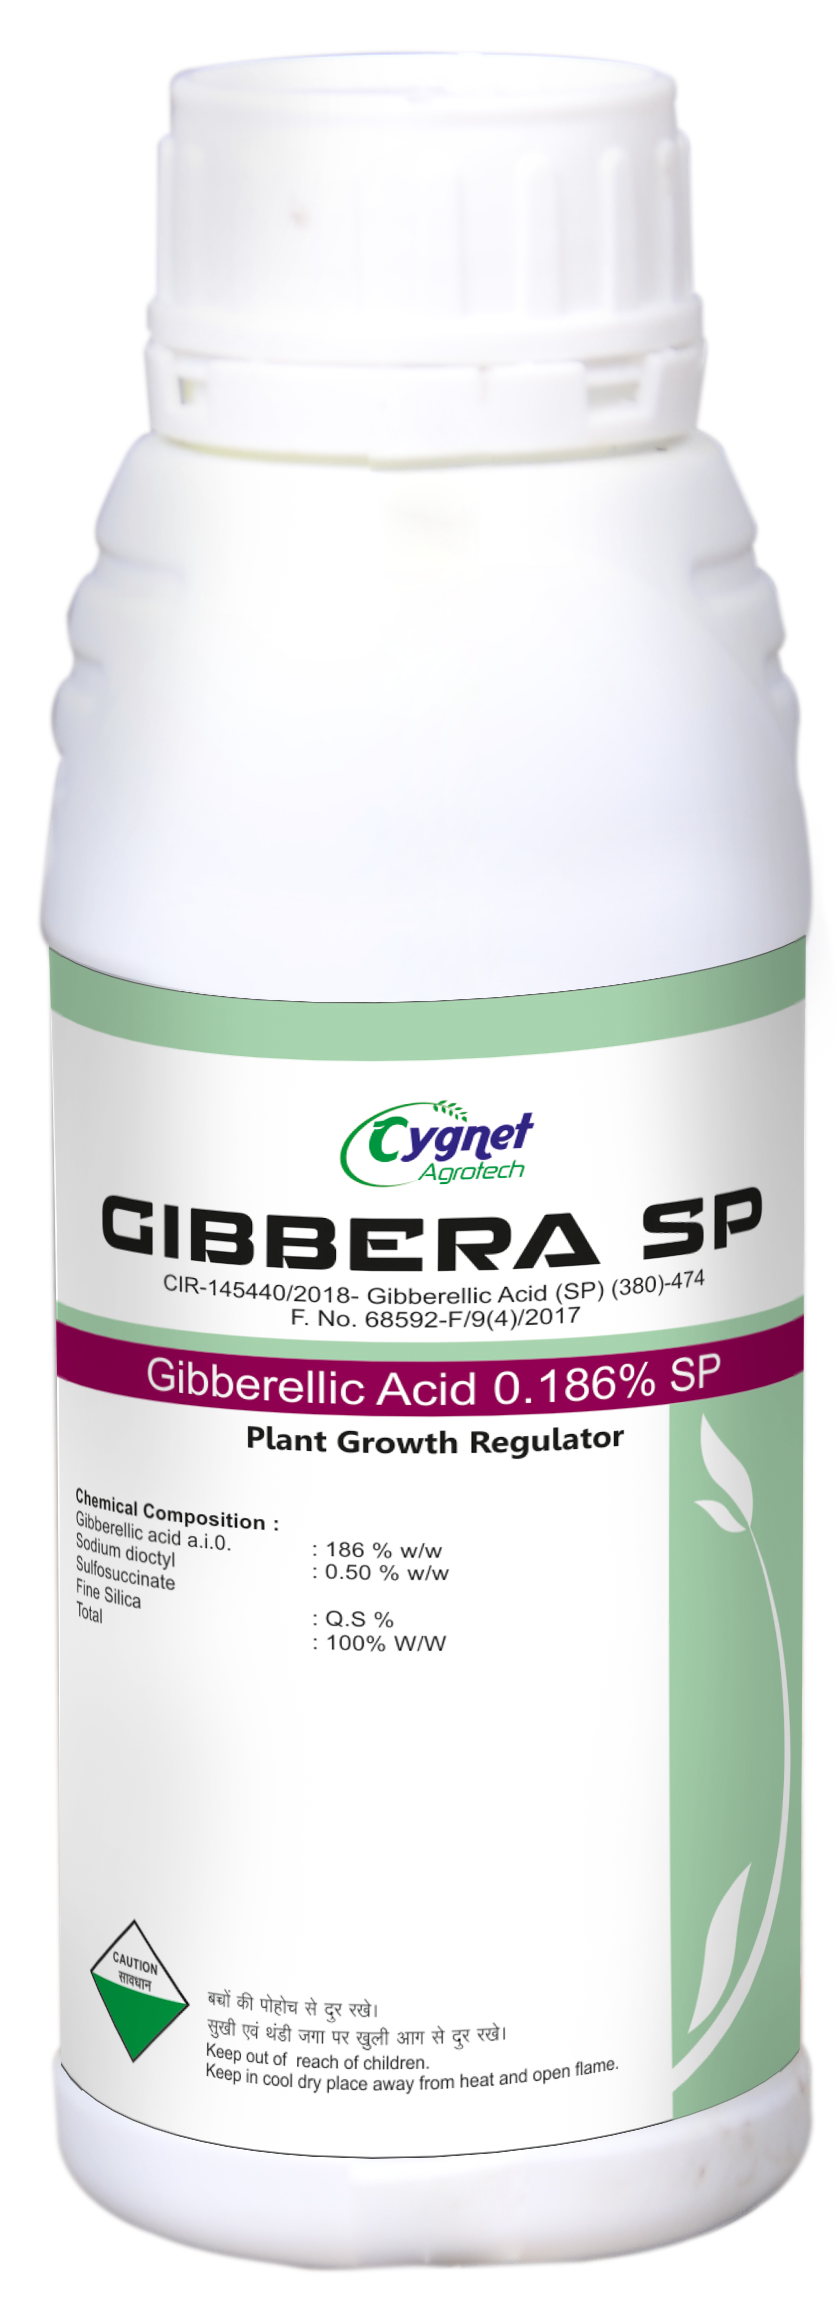 Cygnet
Agrotech
GIBBERA SP
CIR-145440/2018- Gibberellic Acid (SP) (380)-474
F. No. 68592-F/9(4)/2017
Gibberellic Acid 0.186% SP
Plant Growth Regulator
Chemical Composition :
Gibberellic acid a.i.0. : 186 % w/w
Sodium dioctyl : 0.50 % w/w
Sulfosuccinate
Fine Silica : Q.S %
Total : 100% W/W
CAUTION
सावधान
बचों की पोहोच से दुर रखे।
सुखी एवं थंडी जगा पर खुली आग से दुर रखे।
Keep out of reach of children.
Keep in cool dry place away from heat and open flame.